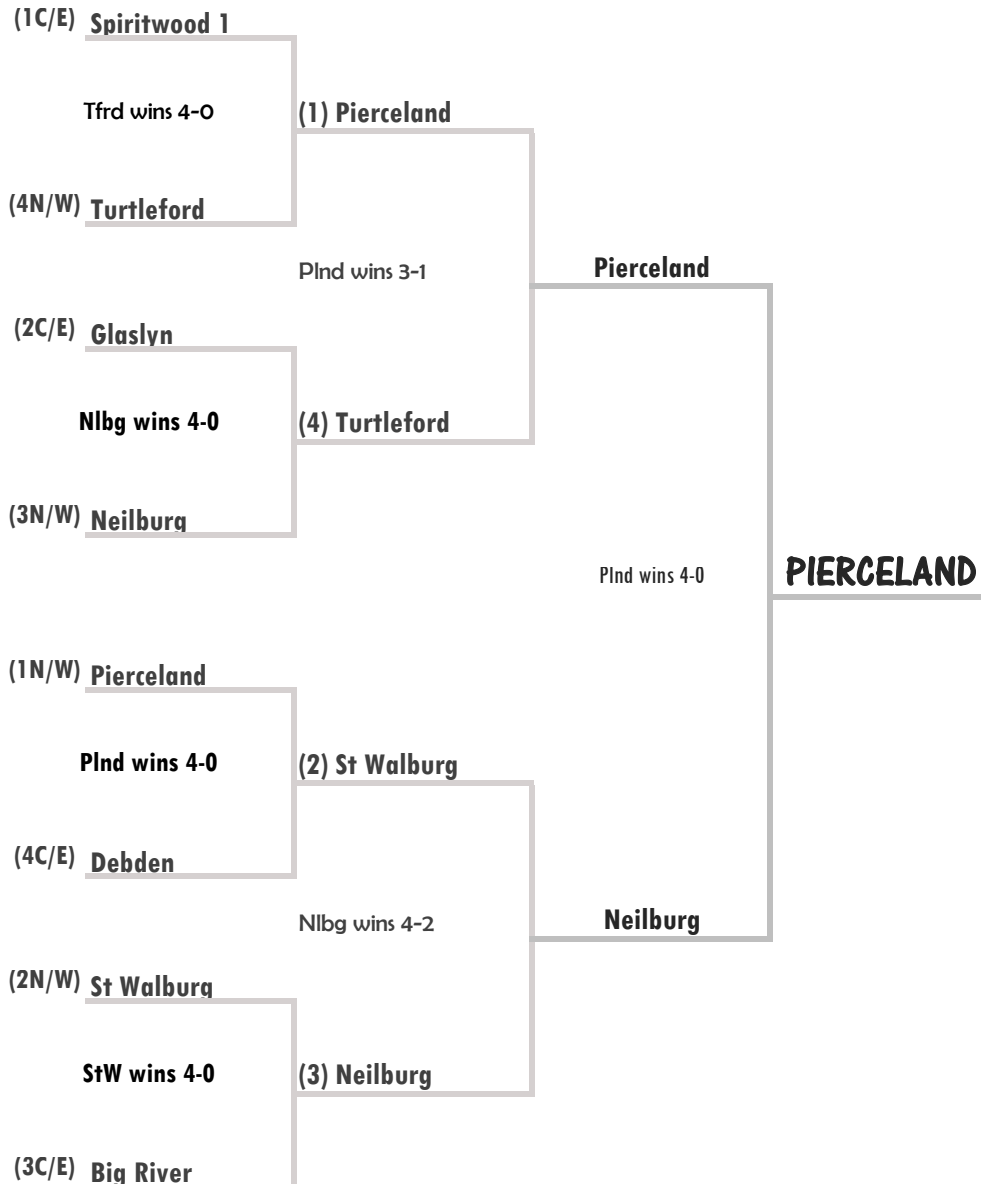 (1C/E) Spiritwood 1
Tfrd wins 4-0
(1) Pierceland
(4N/W) Turtleford
Plnd wins 3-1
Pierceland
(2C/E) Glaslyn
Nlbg wins 4-0
(4) Turtleford
(3N/W) Neilburg
Plnd wins 4-0
PIERCELAND
(1N/W) Pierceland
Plnd wins 4-0
(2) St Walburg
(4C/E) Debden
Nlbg wins 4-2
Neilburg
(2N/W) St Walburg
StW wins 4-0
(3) Neilburg
(3C/E) Big River